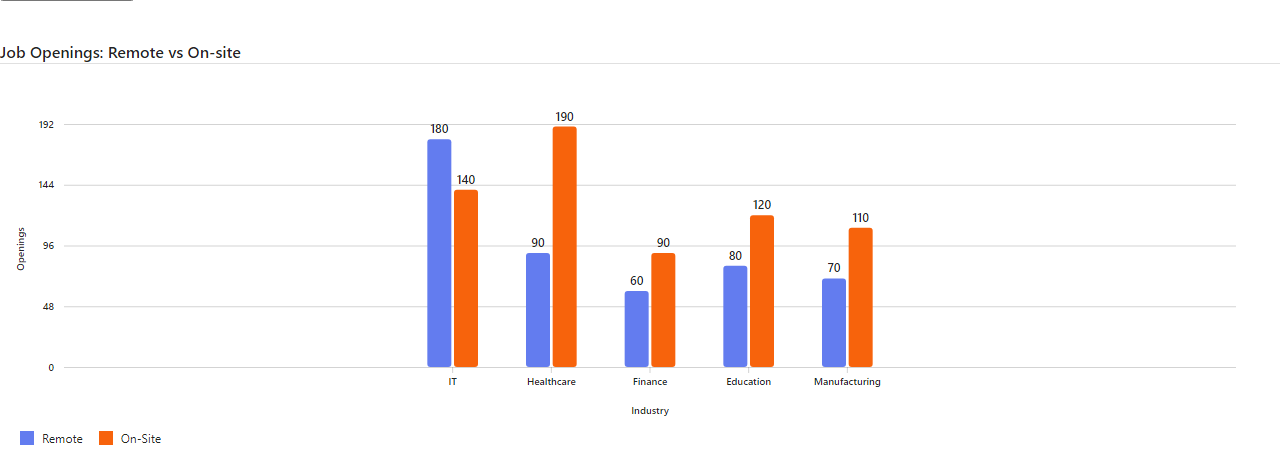 Job Openings: Remote vs On-site
192
144
96
48
0
Openings
180
140
90
190
60
90
80
120
70
110
IT
Healthcare
Finance
Education
Manufacturing
Industry
Remote
On-Site